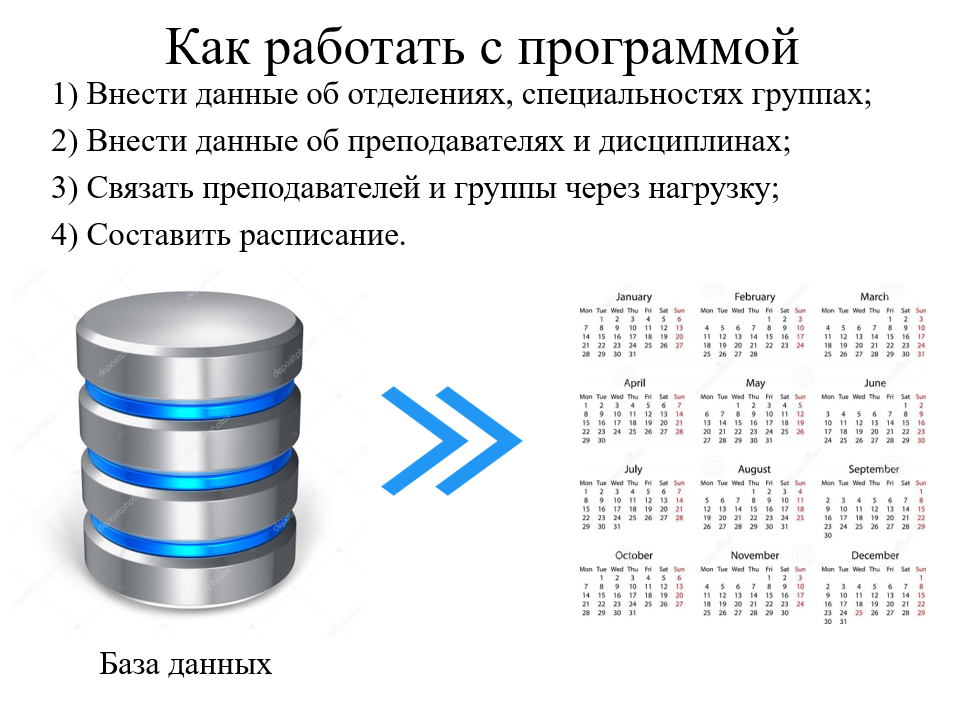 Как работать с программой
1) Внести данные об отделениях, специальностях группах;
2) Внести данные об преподавателях и дисциплинах;
3) Связать преподавателей и группы через нагрузку;
4) Составить расписание.
January February March
Mon Tue Wed Thu Fri Sat Sun Mon Tue Wed Thu Fri Sat Sun Mon Tue Wed Thu Fri Sat Sun
1 2 3 4 5 6 1 2 3 1 2 3
7 8 9 10 11 12 13 4 5 6 7 8 9 10 4 5 6 7 8 9 10
14 15 16 17 18 19 20 11 12 13 14 15 16 17 11 12 13 14 15 16 17
21 22 23 24 25 26 27 18 19 20 21 22 23 24 18 19 20 21 22 23 24
28 29 30 31 25 26 27 28 25 26 27 28 29 30 31
April May June
Mon Tue Wed Thu Fri Sat Sun Mon Tue Wed Thu Fri Sat Sun Mon Tue Wed Thu Fri Sat Sun
1 2 3 4 5 6 7 1 2 3 4 5 1 2
8 9 10 11 12 13 14 6 7 8 9 10 11 12 3 4 5 6 7 8 9
15 16 17 18 19 20 21 13 14 15 16 17 18 19 10 11 12 13 14 15 16
22 23 24 25 26 27 28 20 21 22 23 24 25 26 17 18 19 20 21 22 23
29 30 27 28 29 30 31 24 25 26 27 28 29 30
July August September
Mon Tue Wed Thu Fri Sat Sun Mon Tue Wed Thu Fri Sat Sun Mon Tue Wed Thu Fri Sat Sun
1 2 3 4 5 6 7 1 2 3 4 1
8 9 10 11 12 13 14 5 6 7 8 9 10 11 2 3 4 5 6 7 8
15 16 17 18 19 20 21 12 13 14 15 16 17 18 9 10 11 12 13 14 15
22 23 24 25 26 27 28 19 20 21 22 23 24 25 16 17 18 19 20 21 22
29 30 31 26 27 28 29 30 31 23 24 25 26 27 28 29
30
October November December
Mon Tue Wed Thu Fri Sat Sun Mon Tue Wed Thu Fri Sat Sun Mon Tue Wed Thu Fri Sat Sun
1 2 3 4 5 6 1 2 3 1
7 8 9 10 11 12 13 4 5 6 7 8 9 10 2 3 4 5 6 7 8
14 15 16 17 18 19 20 11 12 13 14 15 16 17 9 10 11 12 13 14 15
21 22 23 24 25 26 27 18 19 20 21 22 23 24 16 17 18 19 20 21 22
28 29 30 31 25 26 27 28 29 30 23 24 25 26 27 28 29
30 31
База данных